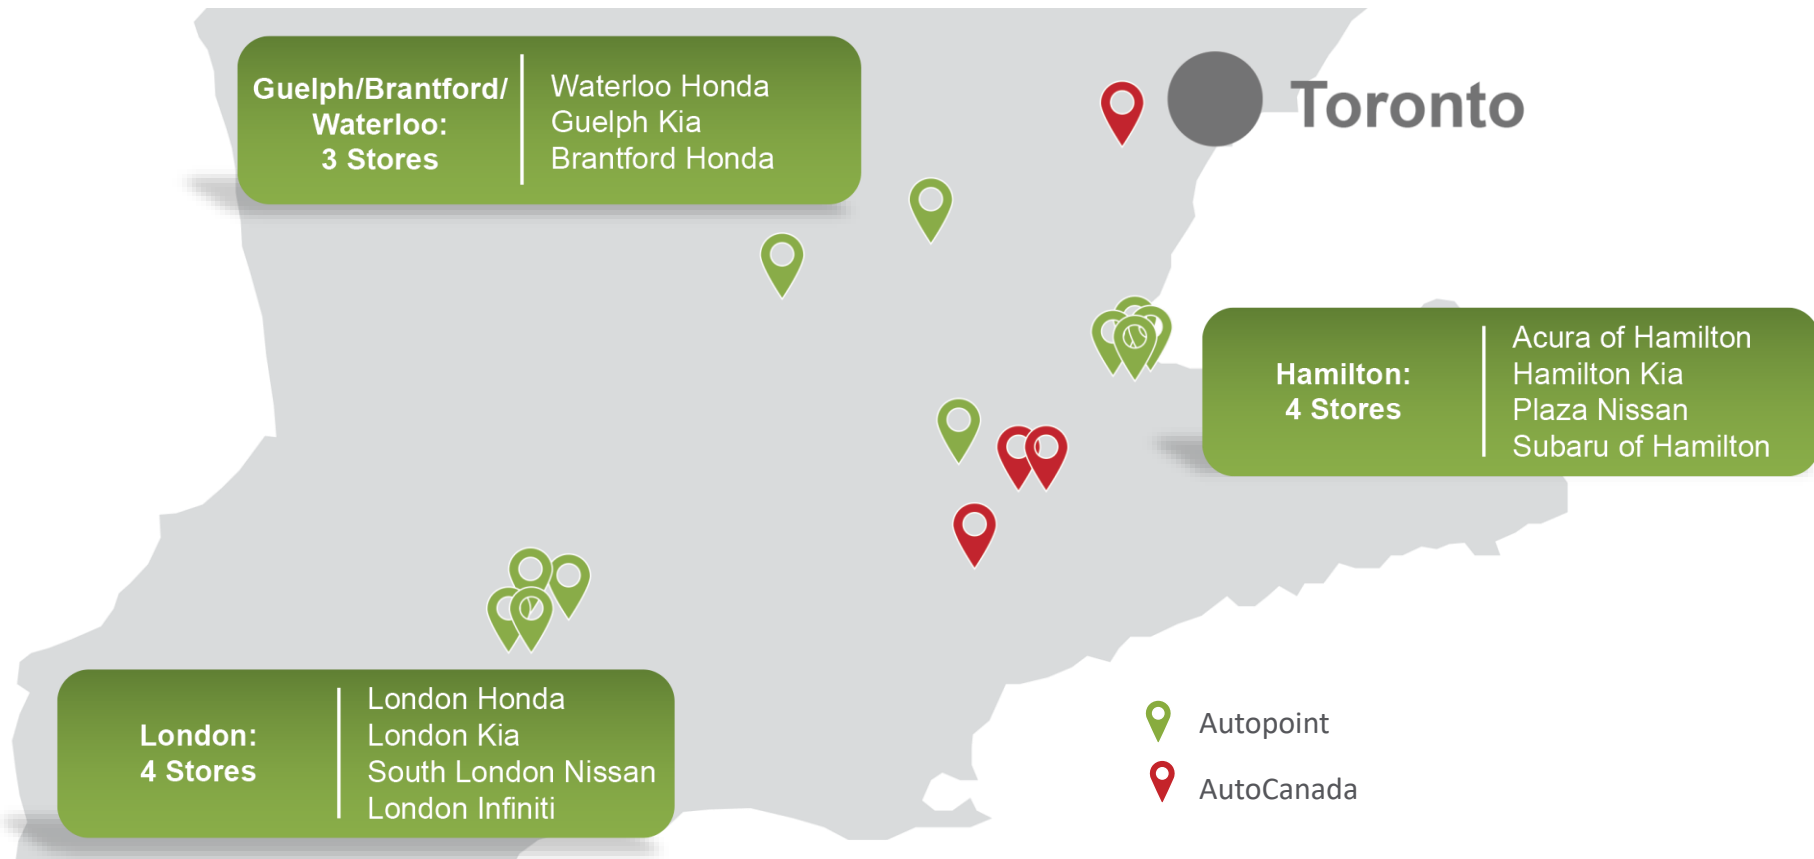 Guelph/Brantford/
Waterloo:
3 Stores
Waterloo Honda
Guelph Kia
Brantford Honda
Toronto
Hamilton:
4 Stores
Acura of Hamilton
Hamilton Kia
Plaza Nissan
Subaru of Hamilton
London:
4 Stores
London Honda
London Kia
South London Nissan
London Infiniti
Autopoint
AutoCanada